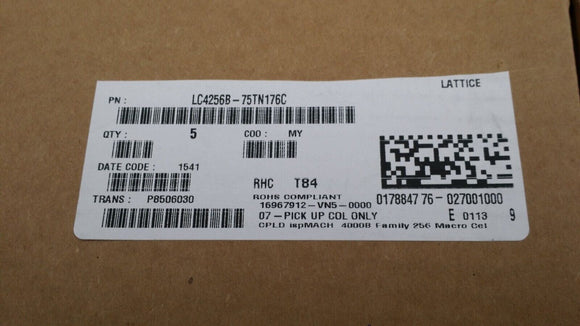 LATTICE
PN : LC4256B-75TN176C
QTY : 5 COO : MY
DATE CODE : 1541
RHC T84
TRANS : P8506030
ROHS COMPLIANT
16967912-VN5-0000
07-PICK UP COL ONLY
CPLD ispMACH 4000B Family 256 Macro Cel
0178847 76-027001000
E 0113 9